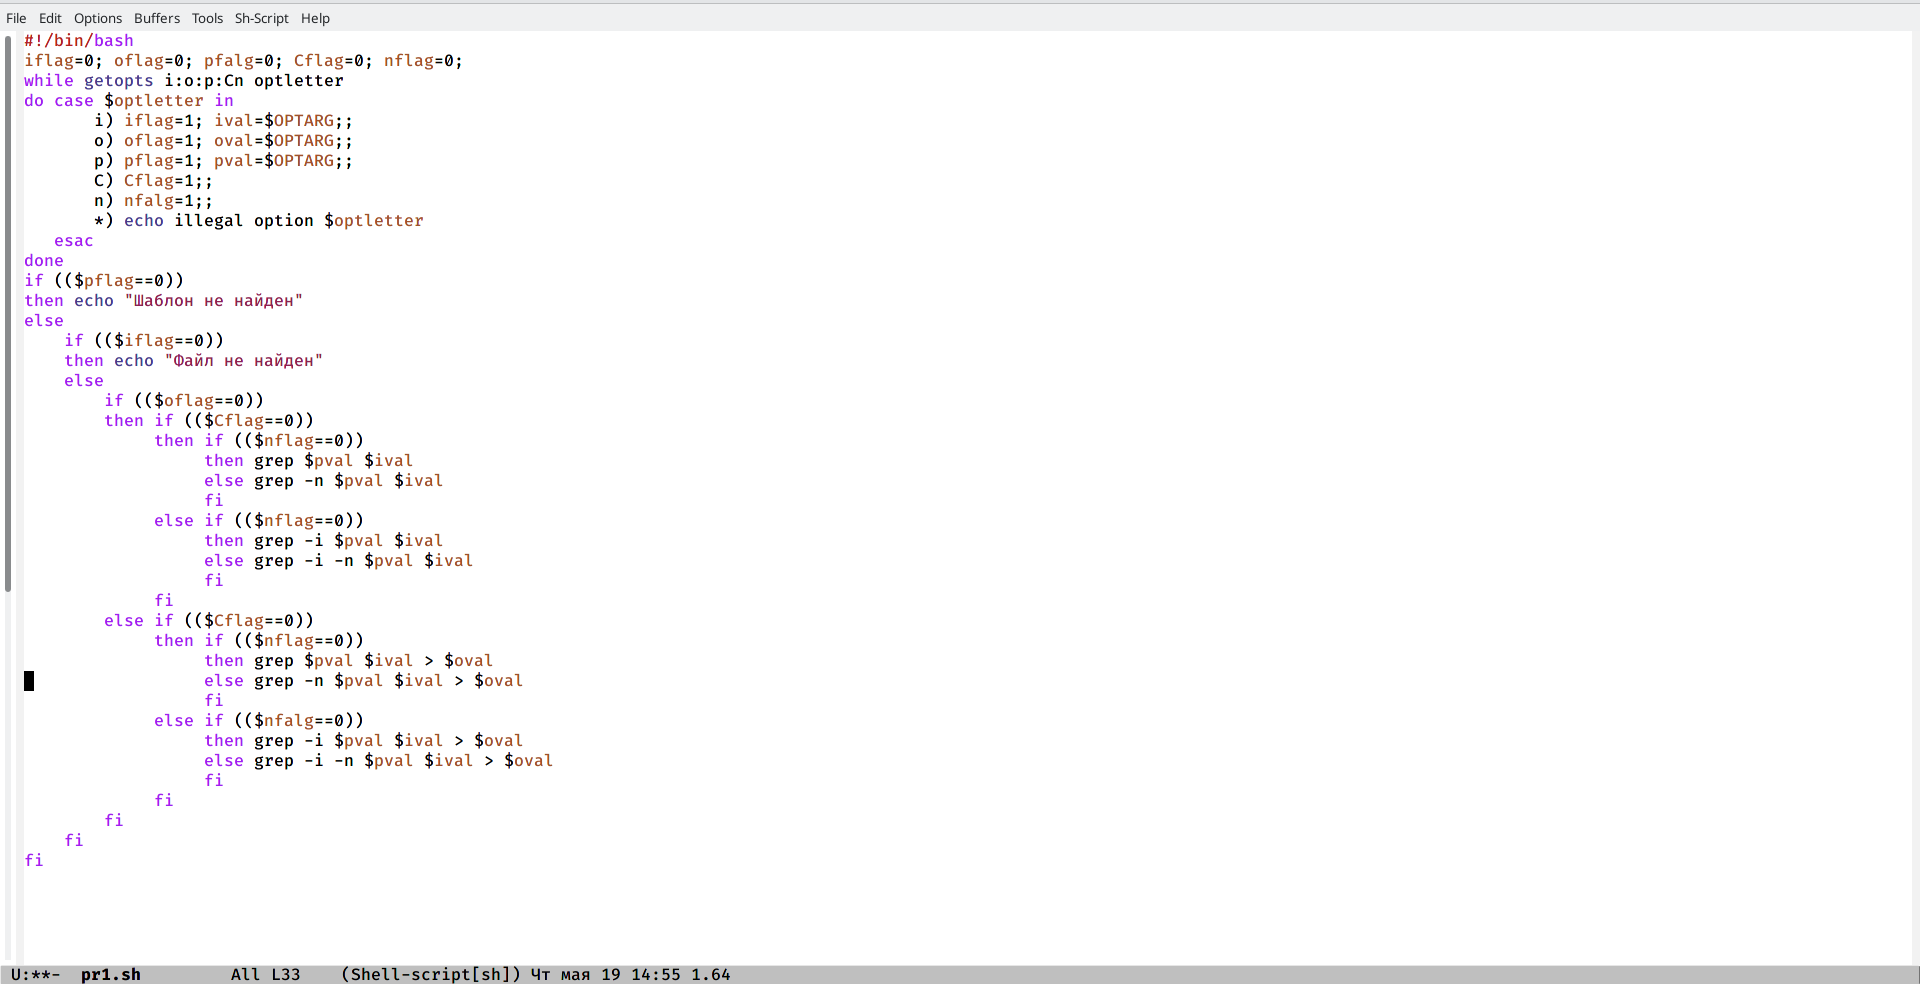 File Edit Options Buffers Tools Sh-Script Help
#!/bin/bash
iflag=0; oflag=0; pfalg=0; Cflag=0; nflag=0;
while getopts i:o:p:Cn optletter
do case $optletter in
       i) iflag=1; ival=$OPTARG;;
       o) oflag=1; oval=$OPTARG;;
       p) pflag=1; pval=$OPTARG;;
       C) Cflag=1;;
       n) nfalg=1;;
       *) echo illegal option $optletter
   esac
done
if (($pflag==0))
then echo "Шаблон не найден"
else
    if (($iflag==0))
    then echo "Файл не найден"
    else
        if (($oflag==0))
        then if (($Cflag==0))
             then if (($nflag==0))
                  then grep $pval $ival
                  else grep -n $pval $ival
                  fi
             else if (($nflag==0))
                  then grep -i $pval $ival
                  else grep -i -n $pval $ival
                  fi
             fi
        else if (($Cflag==0))
             then if (($nflag==0))
                  then grep $pval $ival > $oval
                  else grep -n $pval $ival > $oval
                  fi
             else if (($nfalg==0))
                  then grep -i $pval $ival > $oval
                  else grep -i -n $pval $ival > $oval
                  fi
             fi
        fi
    fi
fi
U:**-  pr1.sh         All L33    (Shell-script[sh]) Чт мая 19 14:55 1.64